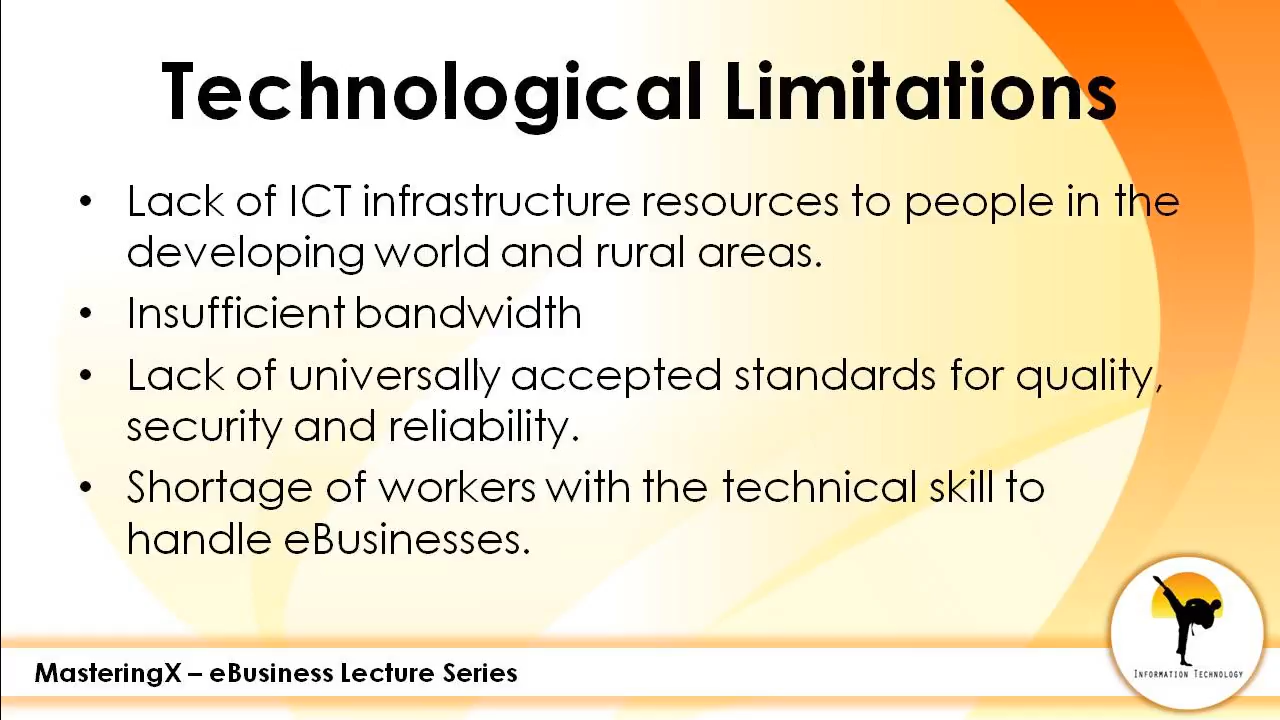 Technological Limitations
• Lack of ICT infrastructure resources to people in the
developing world and rural areas.
• Insufficient bandwidth
• Lack of universally accepted standards for quality,
security and reliability.
• Shortage of workers with the technical skill to
handle eBusinesses.
MasteringX – eBusiness Lecture Series
INFORMATION TECHNOLOGY